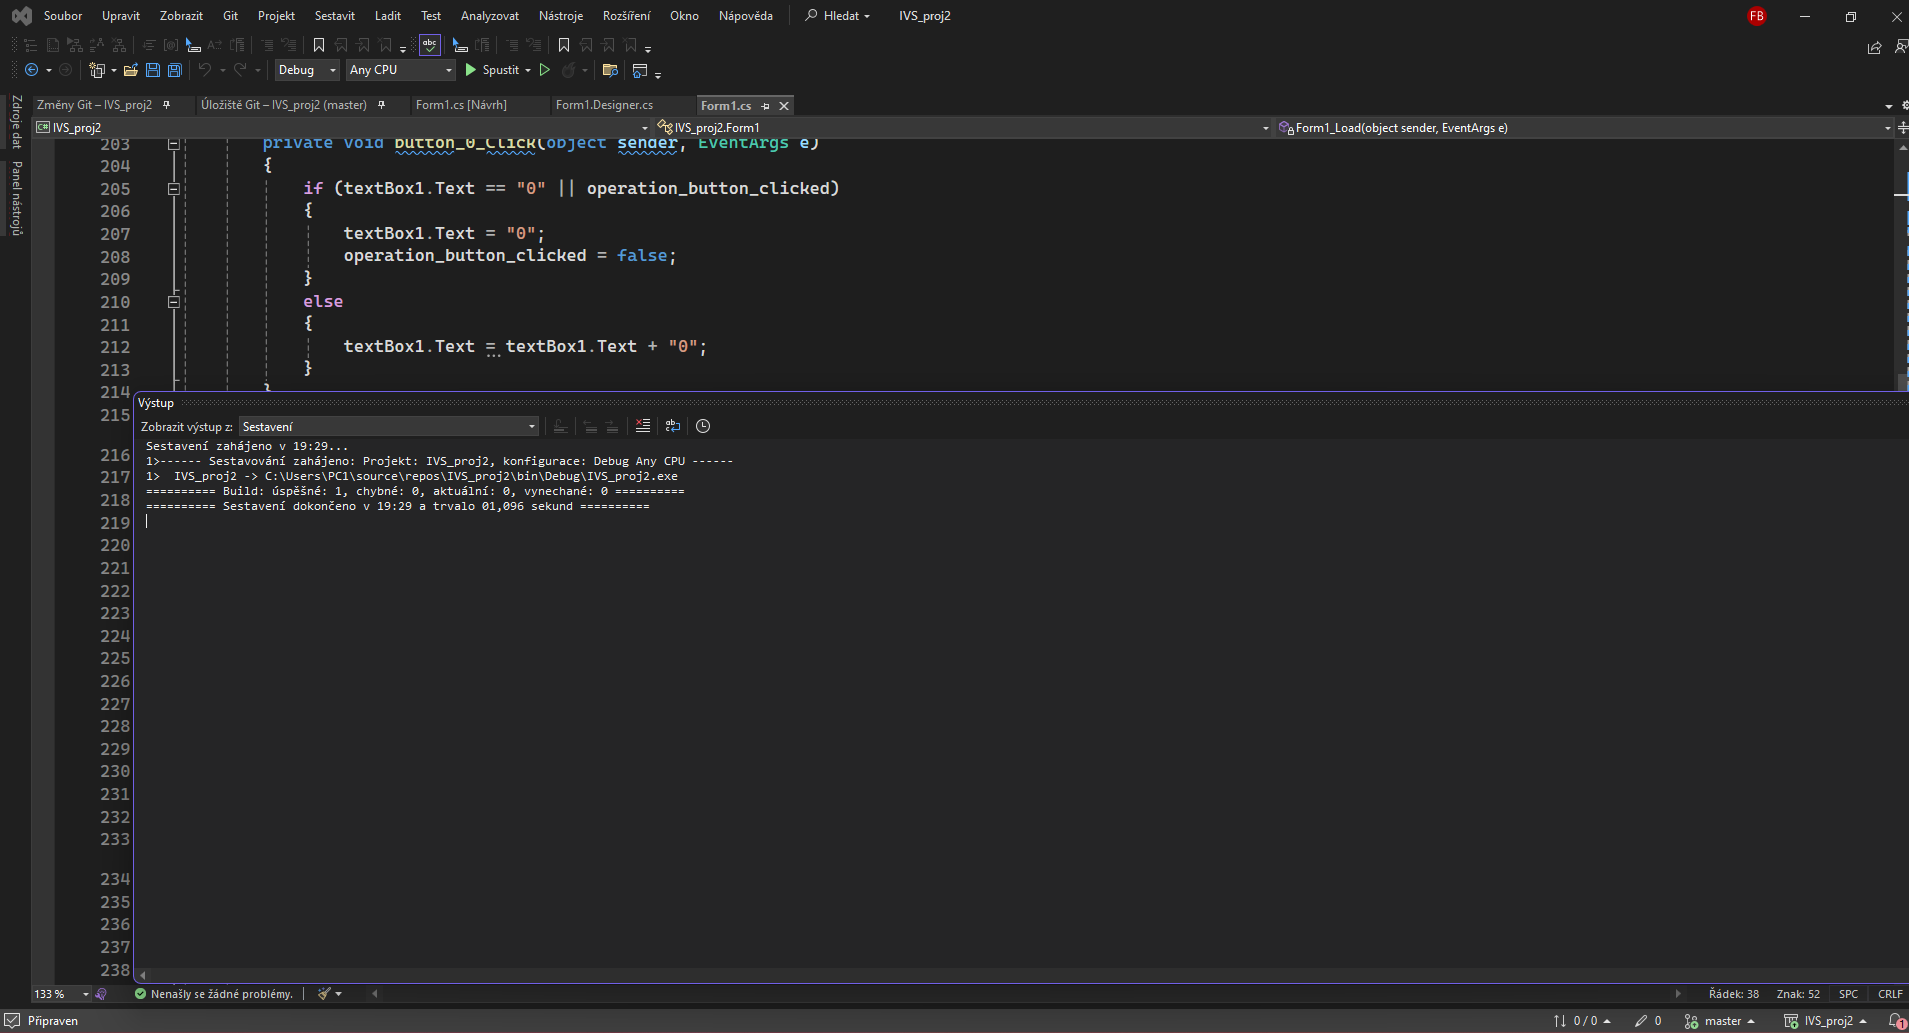 Soubor Upravit Zobrazit Git Projekt Sestavit Ladit Test Analyzovat Nástroje Rozšíření Okno Nápověda Hledat IVS_proj2 FB
abc
Debug Any CPU Spustit
Změny Git – IVS_proj2 Úložiště Git – IVS_proj2 (master) Form1.cs [Návrh] Form1.Designer.cs Form1.cs
Zdroje dat
Panel nástrojů
C# IVS_proj2 IVS_proj2.Form1 Form1_Load(object sender, EventArgs e)
203 private void button_0_Click(object sender, EventArgs e)
204 {
205 if (textBox1.Text == "0" || operation_button_clicked)
206 {
207 textBox1.Text = "0";
208 operation_button_clicked = false;
209 }
210 else
211 {
212 textBox1.Text = textBox1.Text + "0";
213 }
214 }
215
Výstup
Zobrazit výstup z: Sestavení
Sestavení zahájeno v 19:29...
1>------ Sestavování zahájeno: Projekt: IVS_proj2, konfigurace: Debug Any CPU ------
1>  IVS_proj2 -> C:\Users\PC1\source\repos\IVS_proj2\bin\Debug\IVS_proj2.exe
========== Build: úspěšné: 1, chybné: 0, aktuální: 0, vynechané: 0 ==========
========== Sestavení dokončeno v 19:29 a trvalo 01,096 sekund ==========
216
217
218
219
220
221
222
223
224
225
226
227
228
229
230
231
232
233
234
235
236
237
238
133 % Nenašly se žádné problémy. Řádek: 38 Znak: 52 SPC CRLF
Připraven 0 / 0 0 master IVS_proj2 1